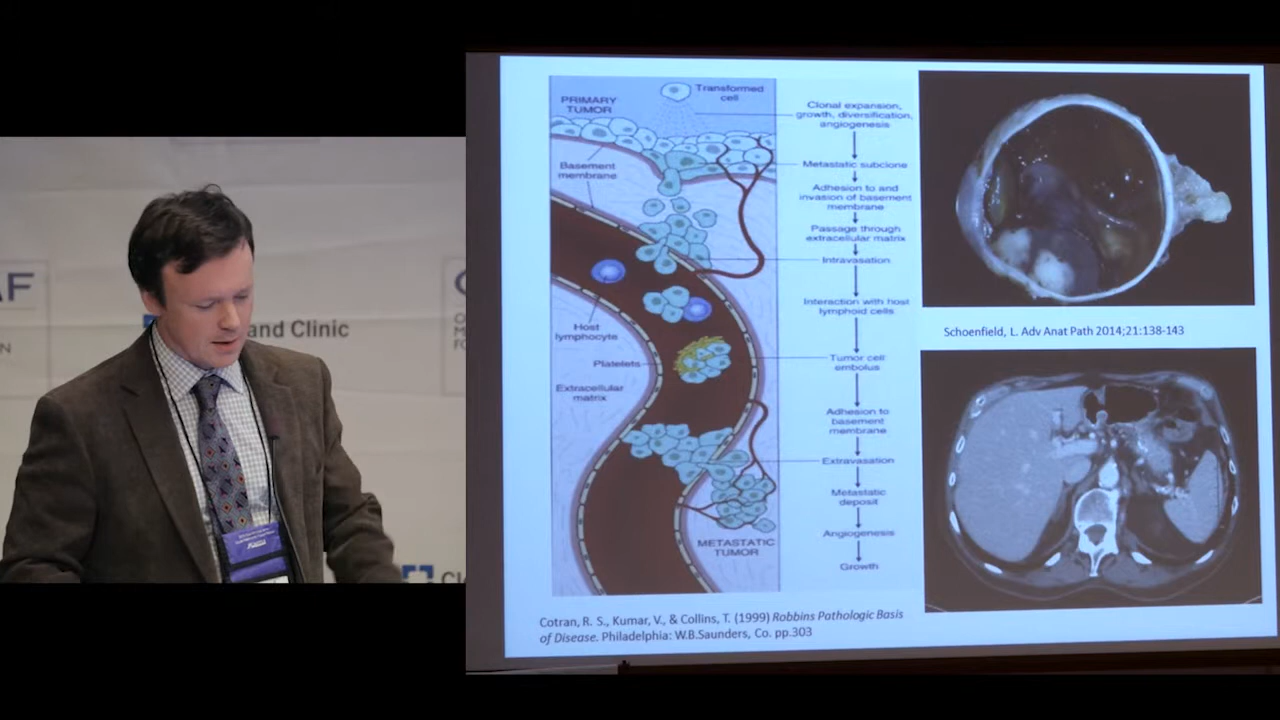 AF
N
and Clinic
Cl
PRIMARY
TUMOR
Transformed
cell
Basement
membrane
Host
lymphocyte
Platelets
Extracellular
matrix
METASTATIC
TUMOR
Clonal expansion,
growth, diversification,
angiogenesis
Metastatic subclone
Adhesion to and
invasion of basement
membrane
Passage through
extracellular matrix
Intravasation
Interaction with host
lymphoid cells
Tumor cell
embolus
Adhesion to
basement
membrane
Extravasation
Metastatic
deposit
Angiogenesis
Growth
Schoenfield, L. Adv Anat Path 2014;21:138-143
Cotran, R. S., Kumar, V., & Collins, T. (1999) Robbins Pathologic Basis
of Disease. Philadelphia: W.B.Saunders, Co. pp.303